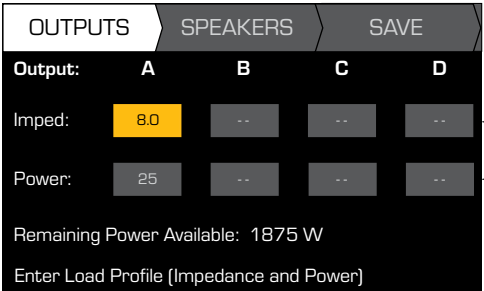 OUTPUTS SPEAKERS SAVE
Output: A B C D
Imped: 8.0 -- -- --
Power: 25 -- -- --
Remaining Power Available: 1875 W
Enter Load Profile (Impedance and Power)